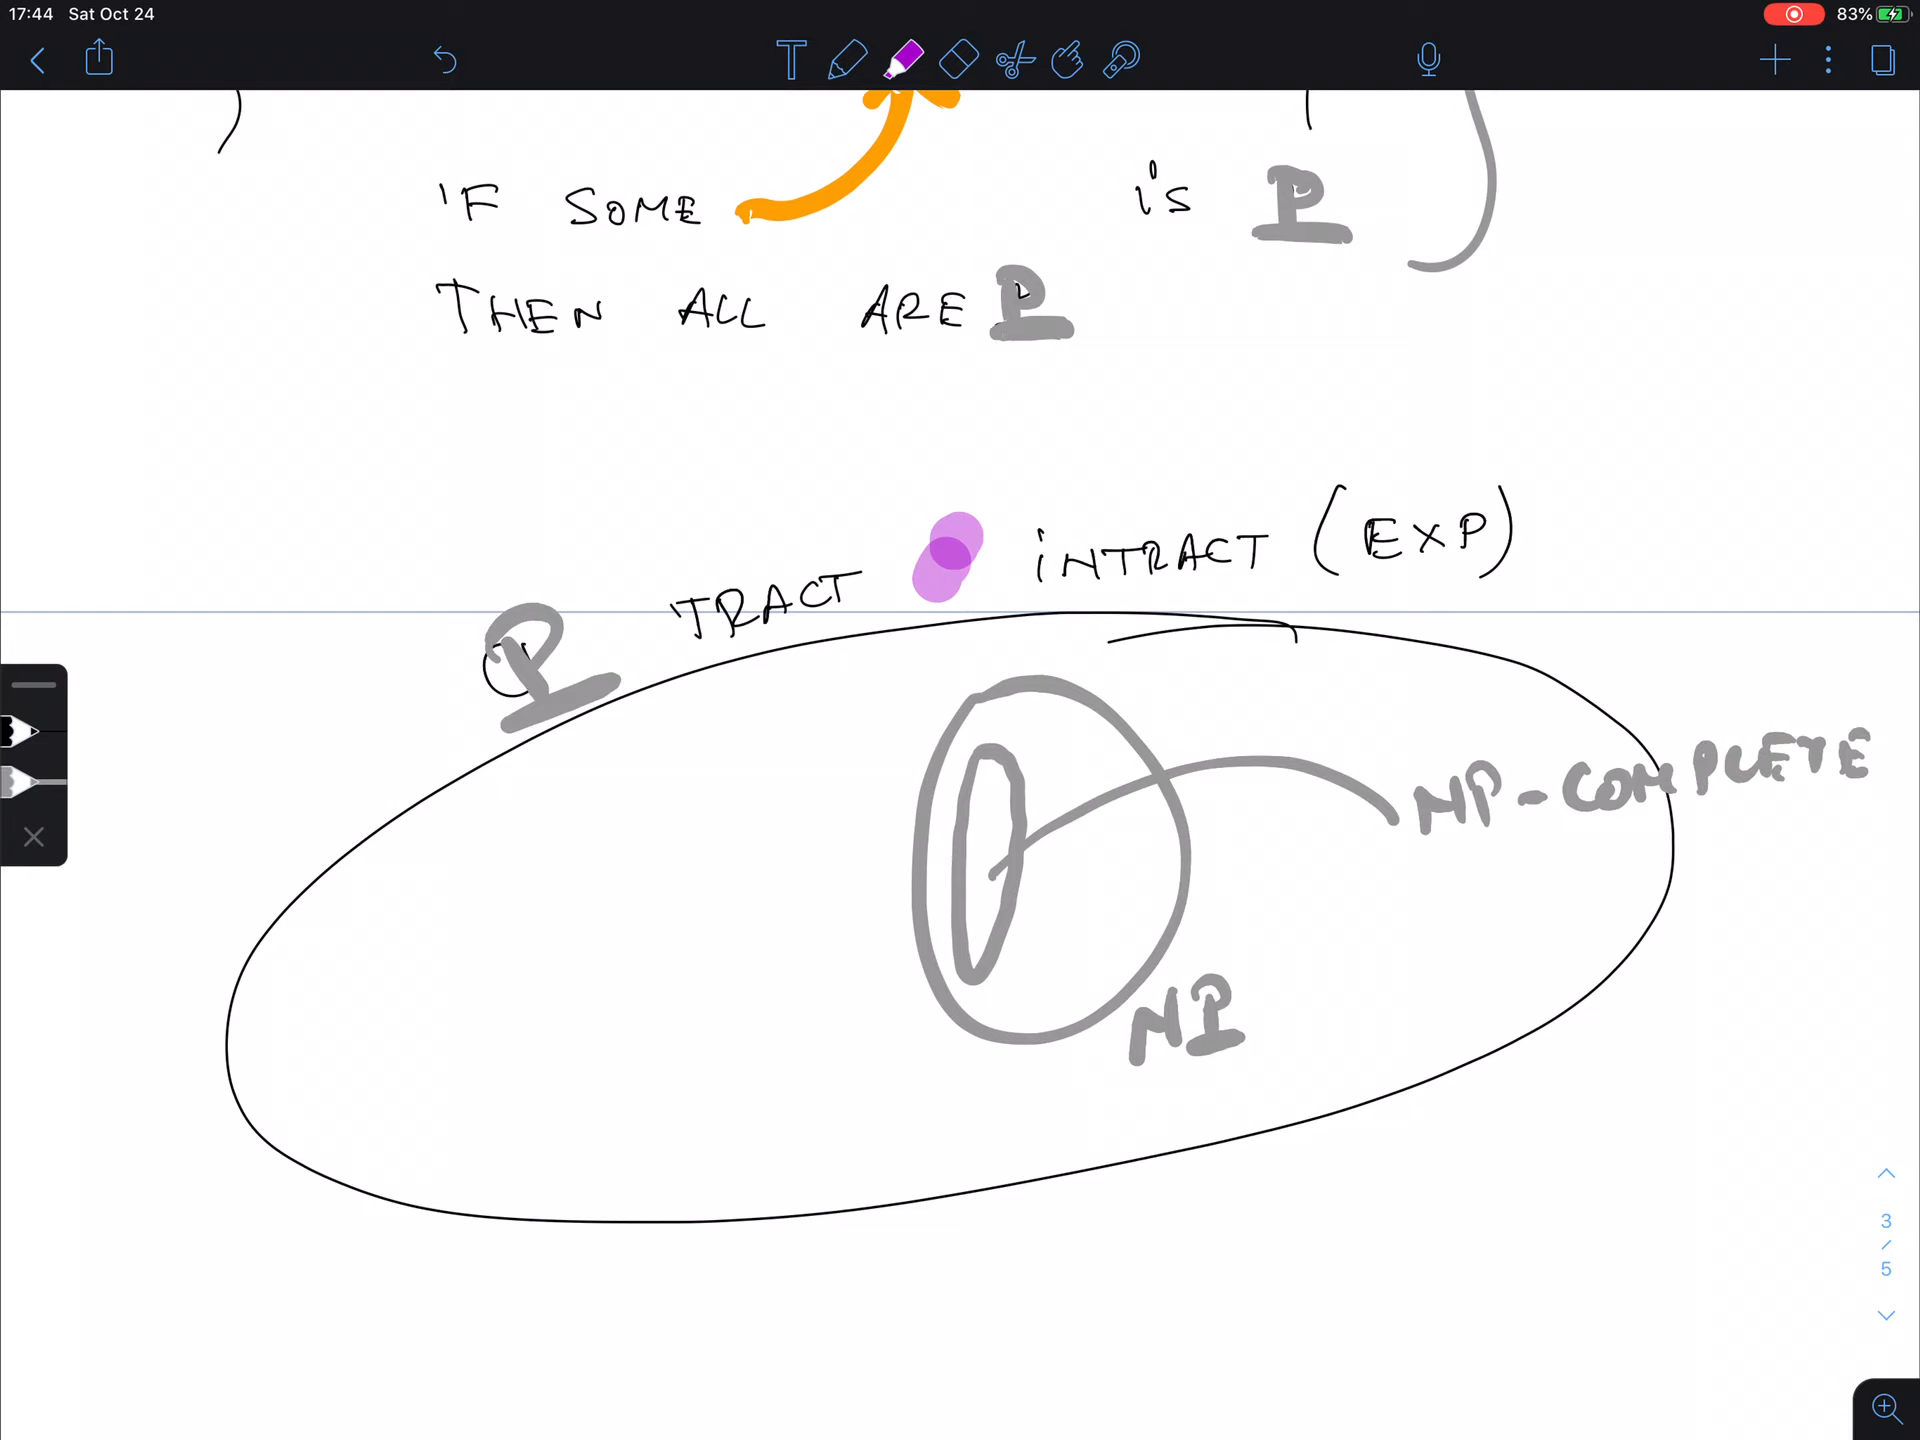 17:44 Sat Oct 24
83%
IF SOME is P
THEN ALL ARE P
TRACT INTRACT (EXP)
P
NP-COMPLETE
NP
3
/
5